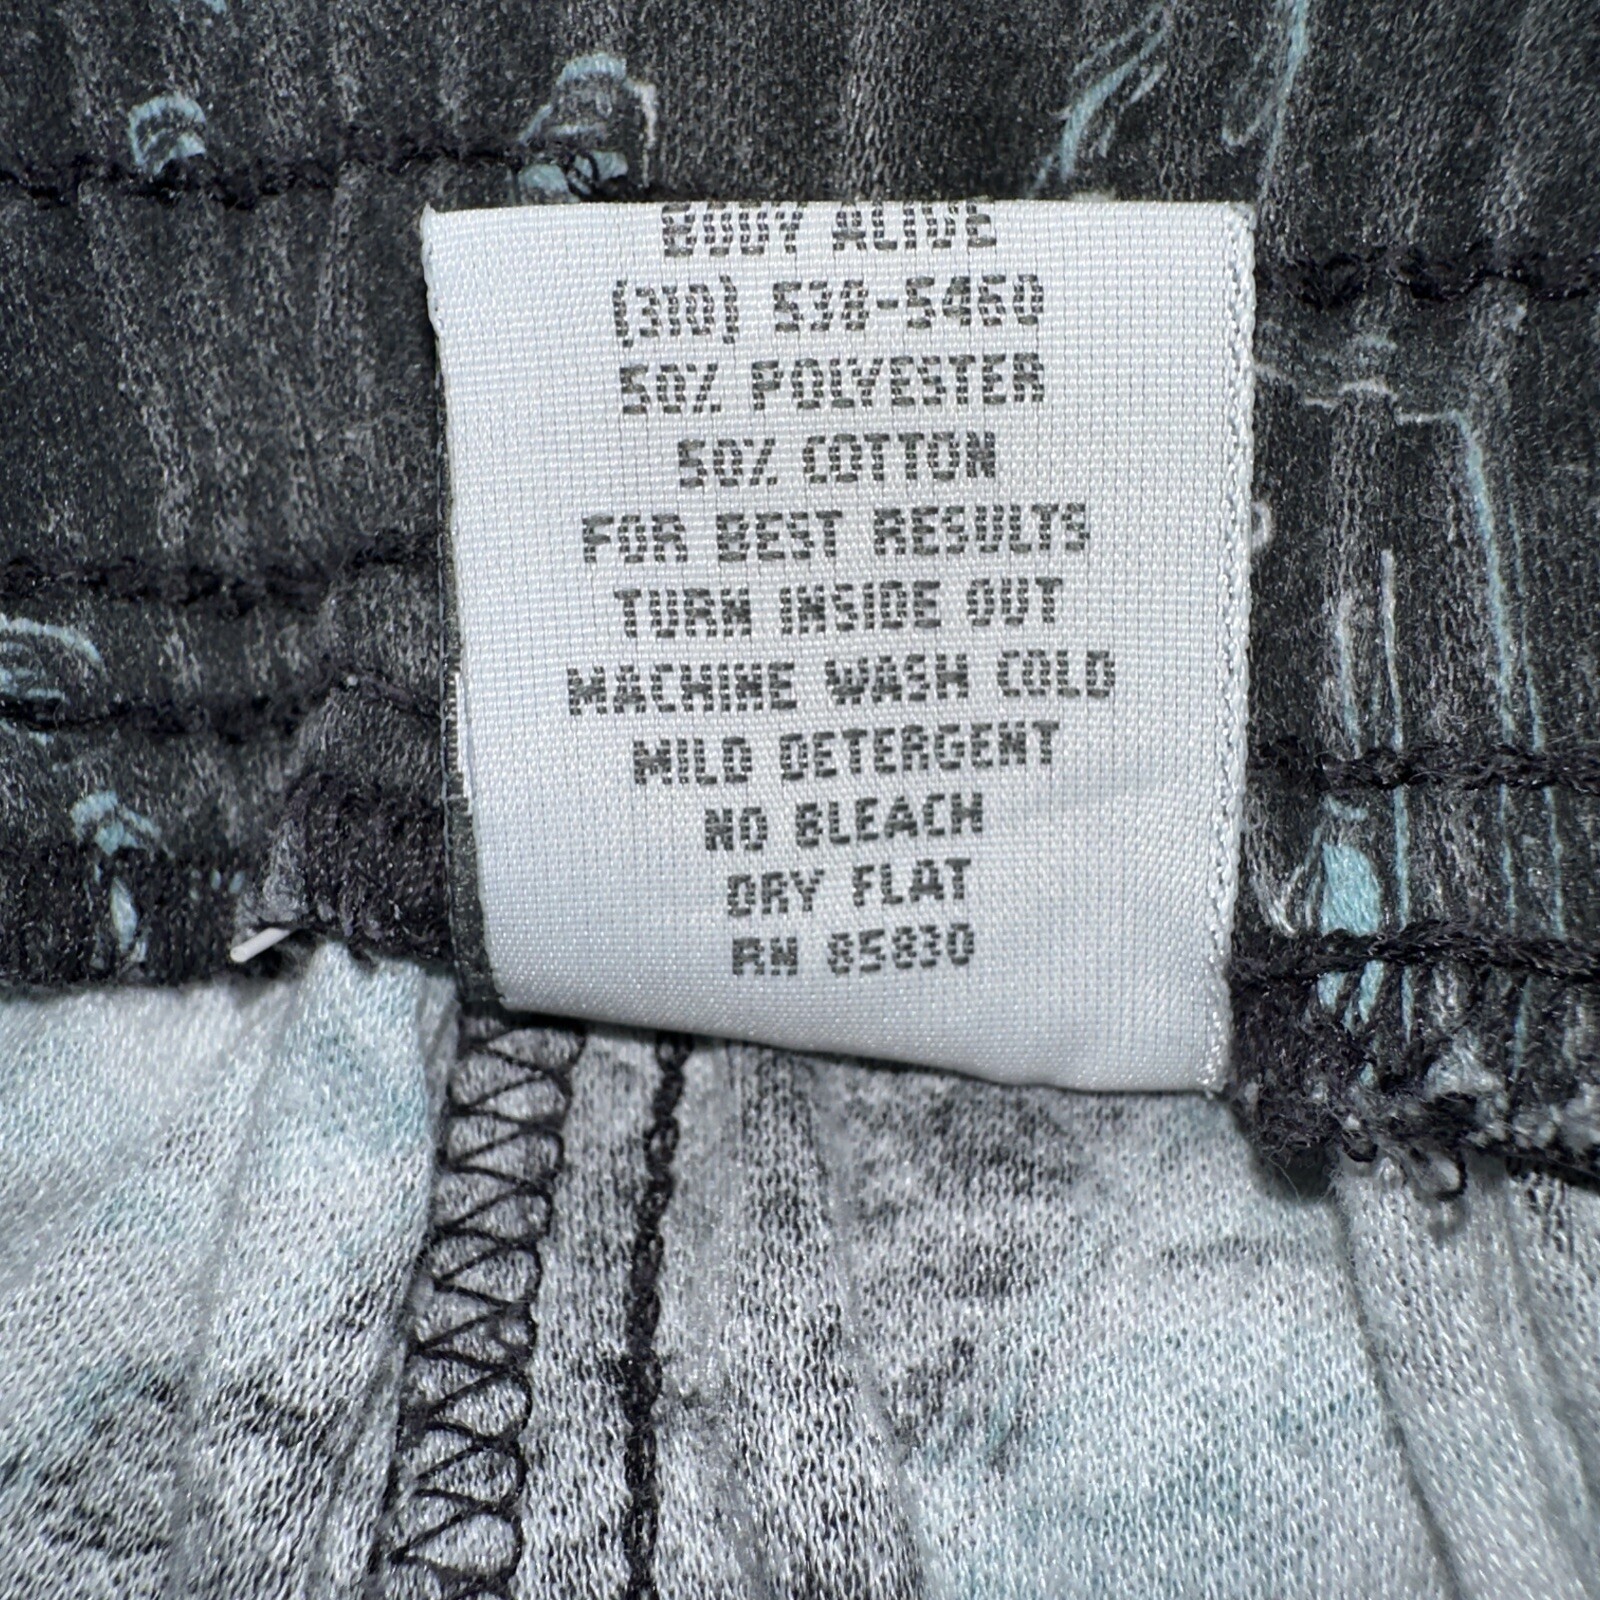 BODY ALIVE
(310) 538-5460
50% POLYESTER
50% COTTON
FOR BEST RESULTS
TURN INSIDE OUT
MACHINE WASH COLD
MILD DETERGENT
NO BLEACH
DRY FLAT
RN 85830